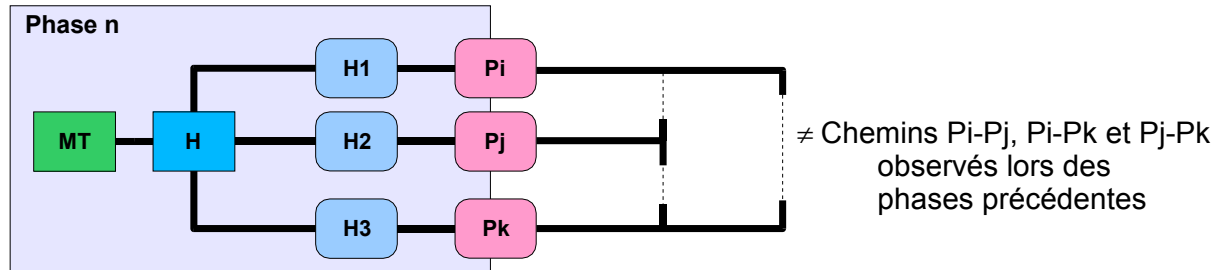 Phase n
H1
Pi
MT
H
H2
Pj
H3
Pk
≠ Chemins Pi-Pj, Pi-Pk et Pj-Pk
observés lors des
phases précédentes